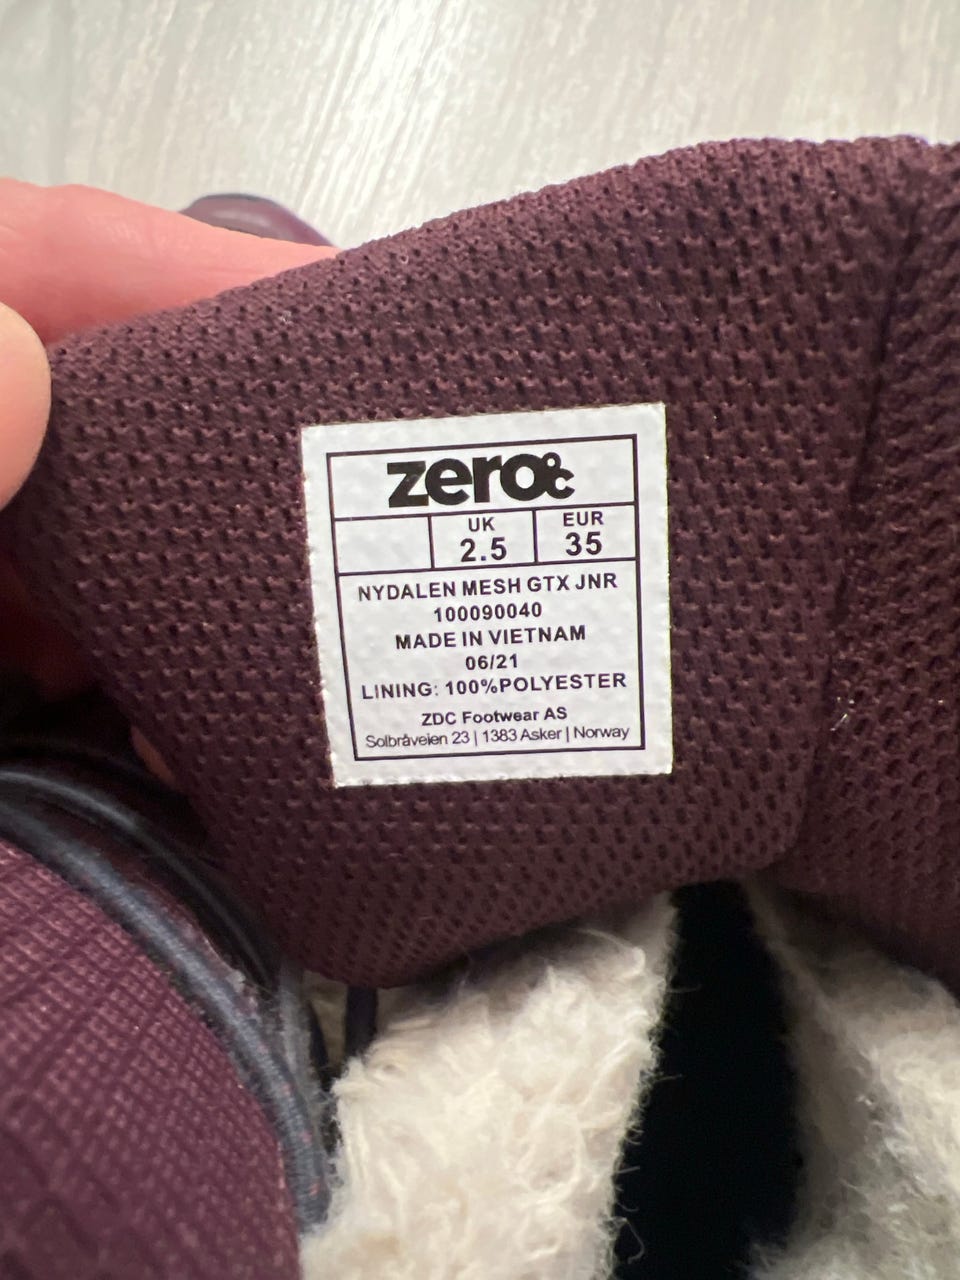 zero°C
UK EUR
2.5 35
NYDALEN MESH GTX JNR
100090040
MADE IN VIETNAM
06/21
LINING: 100%POLYESTER
ZDC Footwear AS
Solbråveien 23 | 1383 Asker | Norway